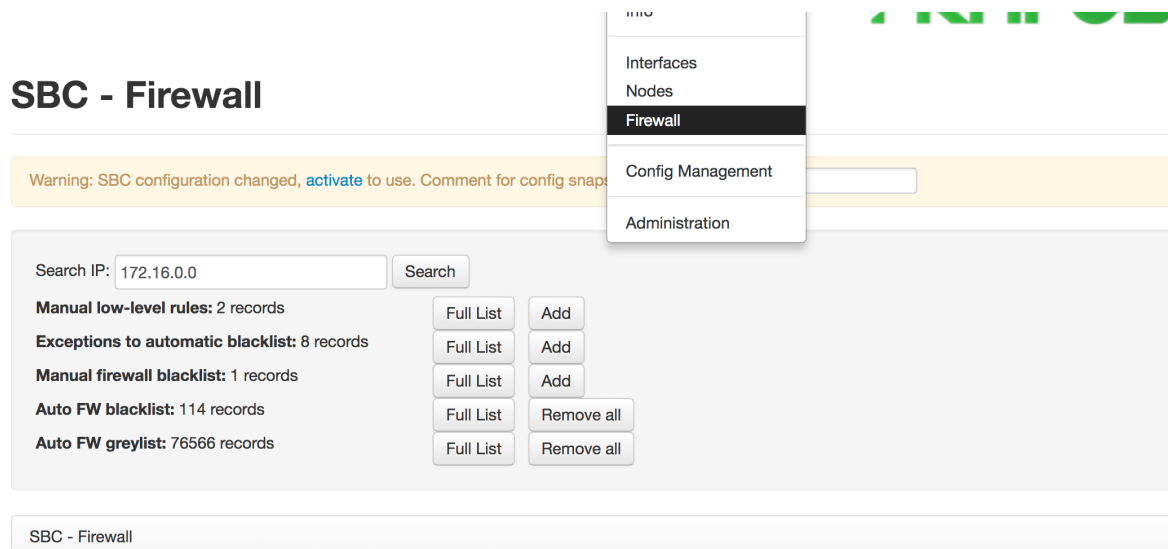 Info
Interfaces
Nodes
SBC - Firewall
Firewall
Warning: SBC configuration changed, activate to use. Comment for config snaps
Config Management
Administration
Search IP: 172.16.0.0 Search
Manual low-level rules: 2 records Full List Add
Exceptions to automatic blacklist: 8 records Full List Add
Manual firewall blacklist: 1 records Full List Add
Auto FW blacklist: 114 records Full List Remove all
Auto FW greylist: 76566 records Full List Remove all
SBC - Firewall